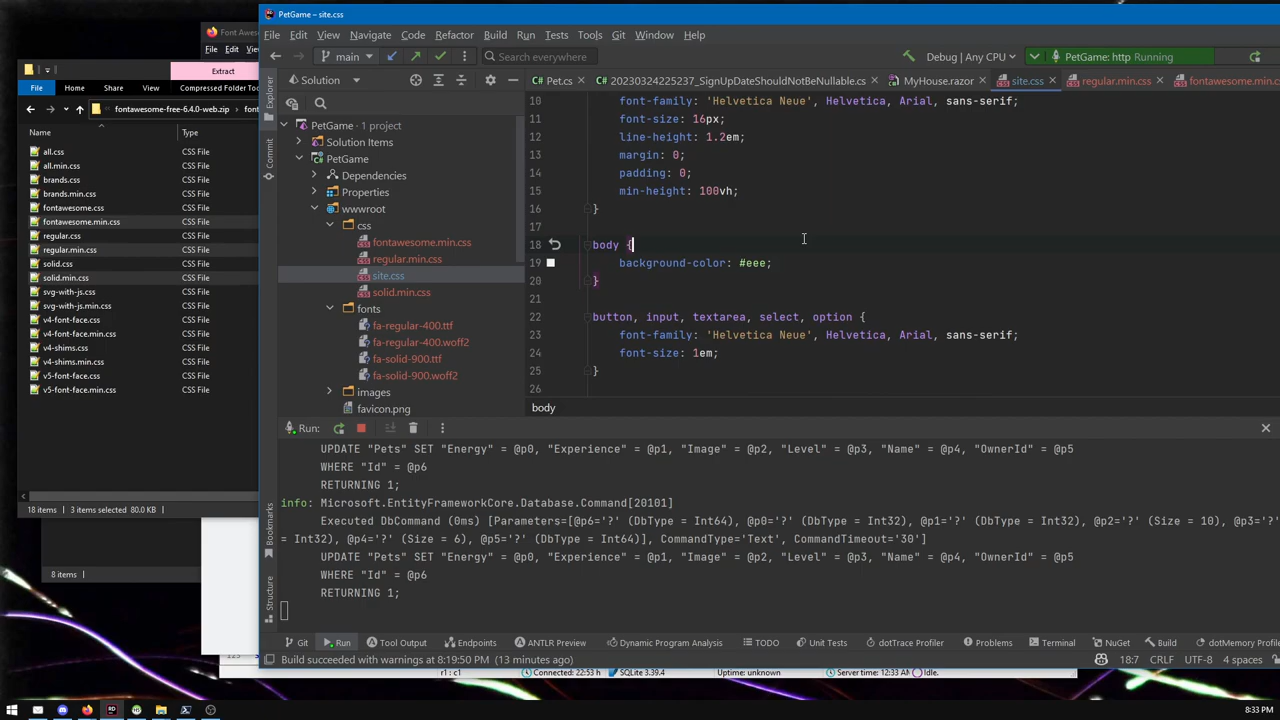 PetGame – site.css
File Edit View Navigate Code Refactor Build Run Tests Tools Git Window Help
main
Search everywhere
Debug | Any CPU
PetGame: http Running
Font Awesome
File Edit
Extract
File Home Share View Compressed Folder Tools
fontawesome-free-6.4.0-web.zip
Name Type
all.css CSS File
all.min.css CSS File
brands.css CSS File
brands.min.css CSS File
fontawesome.css CSS File
fontawesome.min.css CSS File
regular.css CSS File
regular.min.css CSS File
solid.css CSS File
solid.min.css CSS File
svg-with-js.css CSS File
svg-with-js.min.css CSS File
v4-font-face.css CSS File
v4-font-face.min.css CSS File
v4-shims.css CSS File
v4-shims.min.css CSS File
v5-font-face.css CSS File
v5-font-face.min.css CSS File
18 items 3 items selected 80.0 KB
8 items
Explorer
Commit
Bookmarks
Structure
Solution
PetGame · 1 project
Solution Items
PetGame
Dependencies
Properties
wwwroot
css
fontawesome.min.css
regular.min.css
site.css
solid.min.css
fonts
fa-regular-400.ttf
fa-regular-400.woff2
fa-solid-900.ttf
fa-solid-900.woff2
images
favicon.png
Pet.cs 20230324225237_SignUpDateShouldNotBeNullable.cs MyHouse.razor site.css regular.min.css fontawesome.min.css
10 font-family: 'Helvetica Neue', Helvetica, Arial, sans-serif;
11 font-size: 16px;
12 line-height: 1.2em;
13 margin: 0;
14 padding: 0;
15 min-height: 100vh;
16 }
17
18 body {
19 background-color: #eee;
20 }
21
22 button, input, textarea, select, option {
23 font-family: 'Helvetica Neue', Helvetica, Arial, sans-serif;
24 font-size: 1em;
25 }
26
body
Run: PetGame: http
UPDATE "Pets" SET "Energy" = @p0, "Experience" = @p1, "Image" = @p2, "Level" = @p3, "Name" = @p4, "OwnerId" = @p5
WHERE "Id" = @p6
RETURNING 1;
info: Microsoft.EntityFrameworkCore.Database.Command[20101]
Executed DbCommand (0ms) [Parameters=[@p6='?' (DbType = Int64), @p0='?' (DbType = Int32), @p1='?' (DbType = Int32), @p2='?' (Size = 10), @p3='?' (DbType
= Int32), @p4='?' (Size = 6), @p5='?' (DbType = Int64)], CommandType='Text', CommandTimeout='30']
UPDATE "Pets" SET "Energy" = @p0, "Experience" = @p1, "Image" = @p2, "Level" = @p3, "Name" = @p4, "OwnerId" = @p5
WHERE "Id" = @p6
RETURNING 1;
Git Run Tool Output Endpoints ANTLR Preview Dynamic Program Analysis TODO Unit Tests dotTrace Profiler Problems Terminal NuGet Build dotMemory
Build succeeded with warnings at 8:19:50 PM (13 minutes ago)
18:7 CRLF UTF-8 4 spaces
r1 : c1 Connected: 22:53 h SQLite 3.39.4 Uptime: unknown Server time: 12:33 AM Idle.
8:33 PM